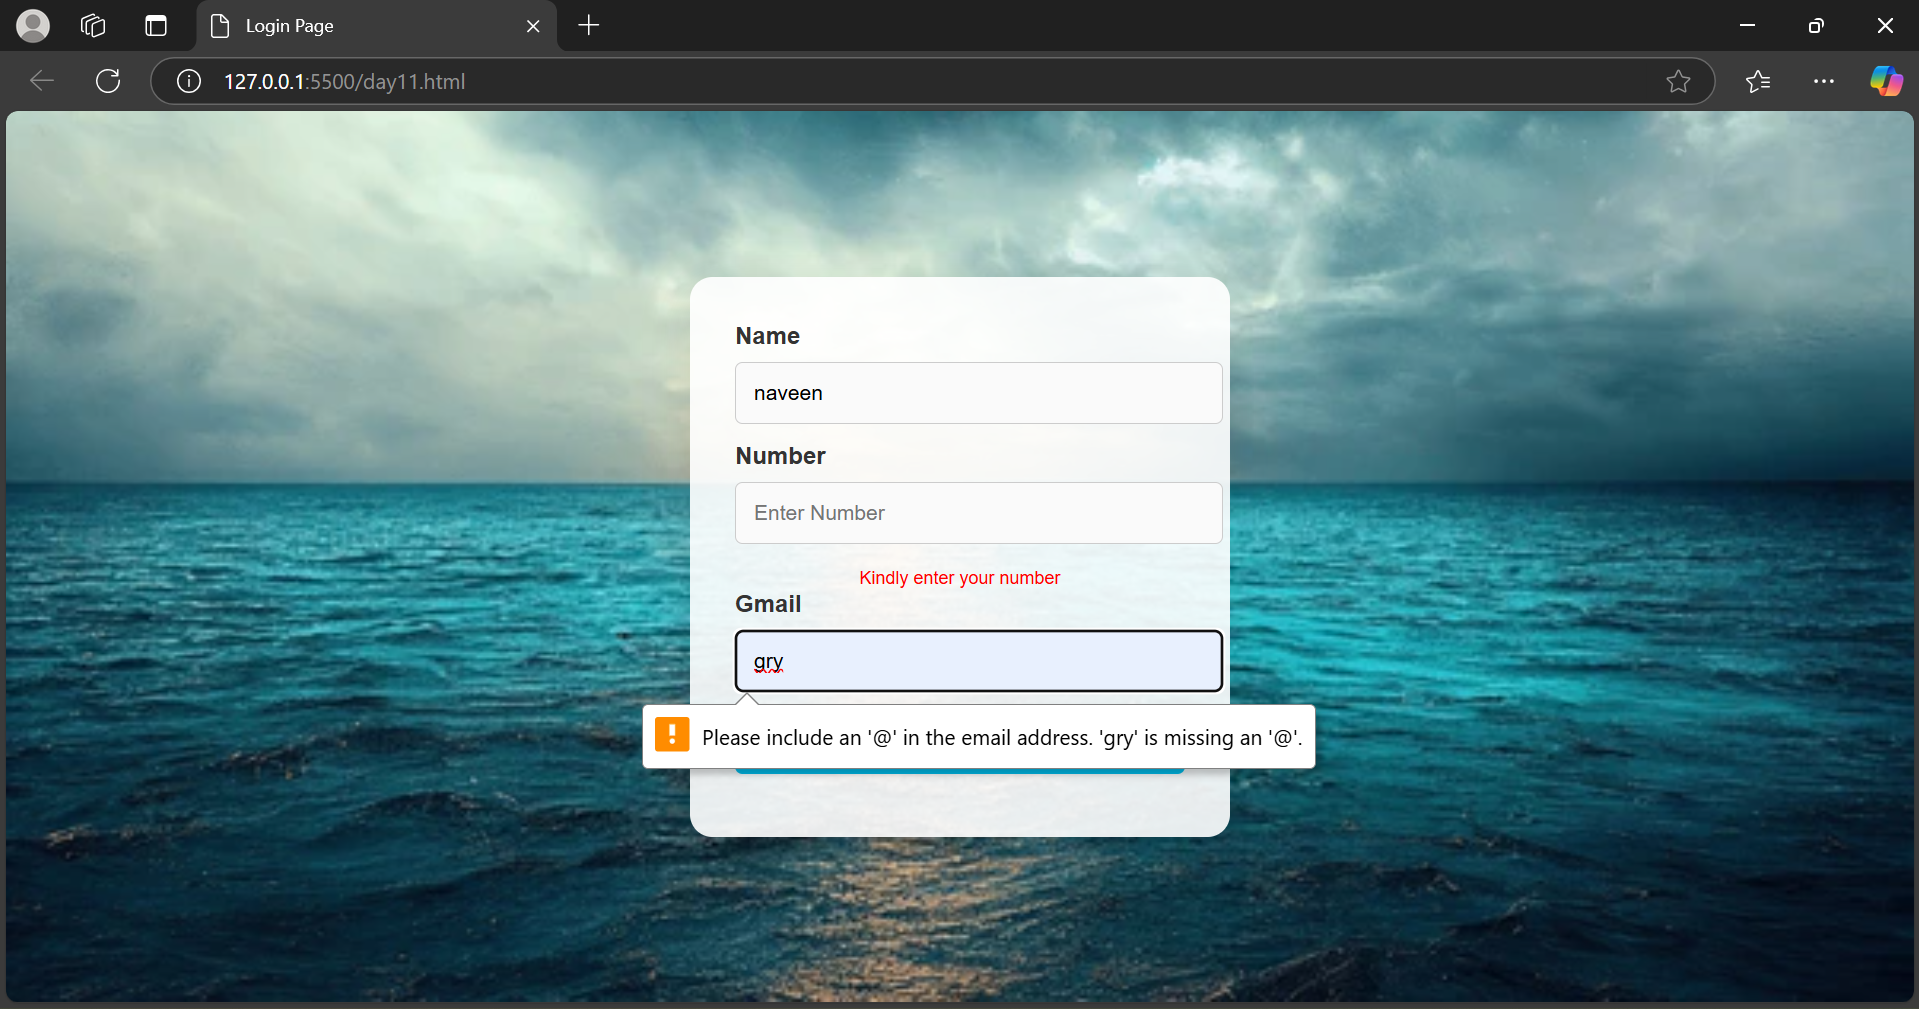 Login Page
127.0.0.1:5500/day11.html
Name
naveen
Number
Enter Number
Kindly enter your number
Gmail
gry
Please include an '@' in the email address. 'gry' is missing an '@'.